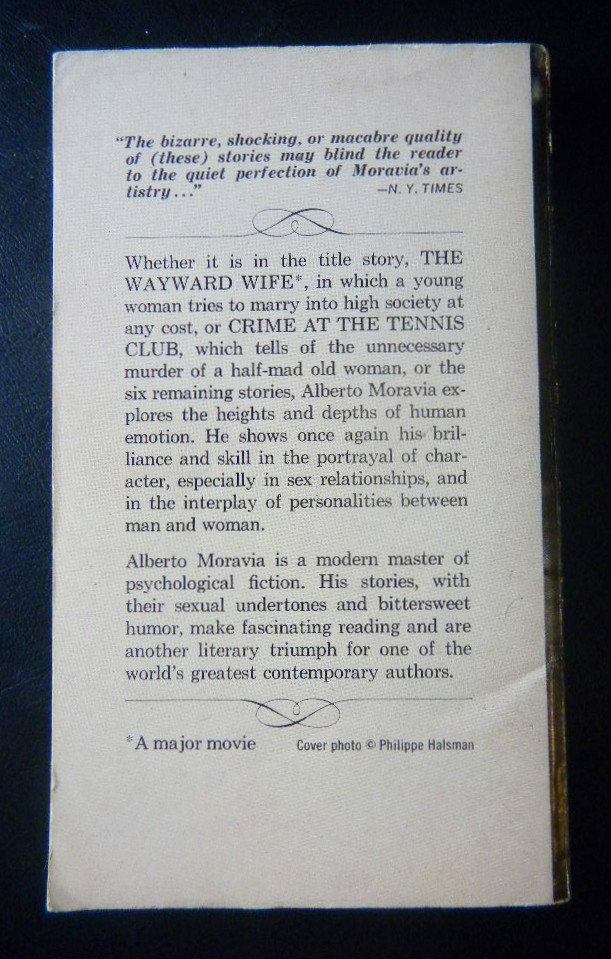 “The bizarre, shocking, or macabre quality
of (these) stories may blind the reader
to the quiet perfection of Moravia's ar-
tistry...” —N. Y. TIMES
Whether it is in the title story, THE
WAYWARD WIFE*, in which a young
woman tries to marry into high society at
any cost, or CRIME AT THE TENNIS
CLUB, which tells of the unnecessary
murder of a half-mad old woman, or the
six remaining stories, Alberto Moravia ex-
plores the heights and depths of human
emotion. He shows once again his bril-
liance and skill in the portrayal of char-
acter, especially in sex relationships, and
in the interplay of personalities between
man and woman.
Alberto Moravia is a modern master of
psychological fiction. His stories, with
their sexual undertones and bittersweet
humor, make fascinating reading and are
another literary triumph for one of the
world's greatest contemporary authors.
*A major movie Cover photo © Philippe Halsman